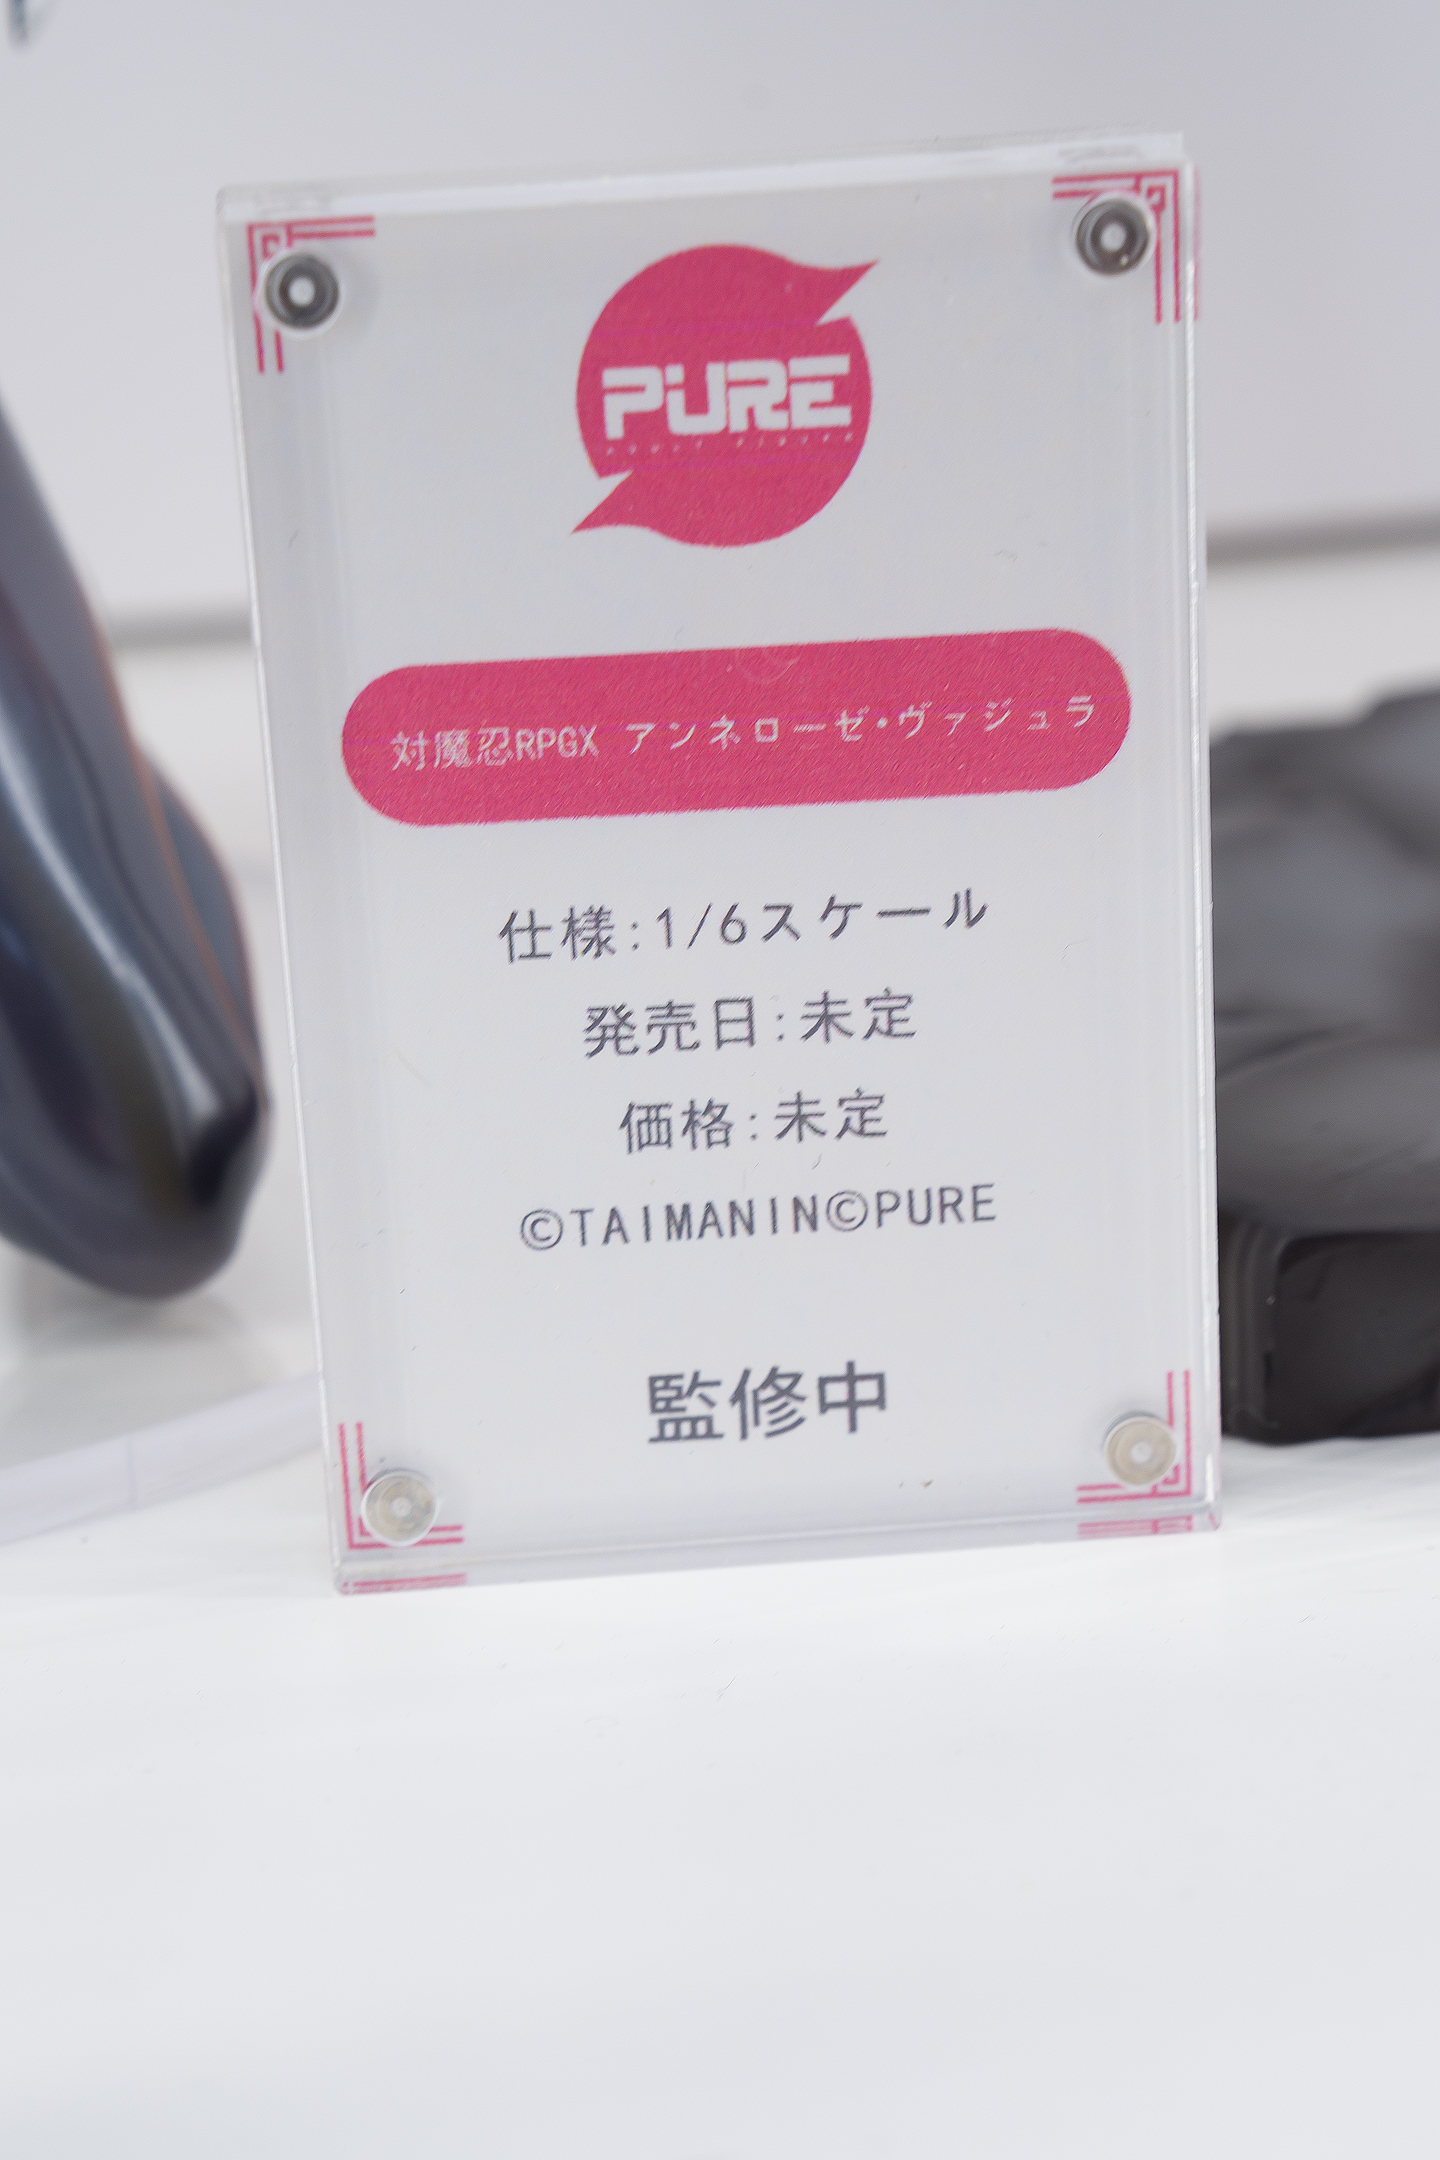 PURE
対魔忍RPGX アンネローゼ・ヴァジュラ
仕様:1/6スケール
発売日:未定
価格:未定
©TAIMANIN©PURE
監修中